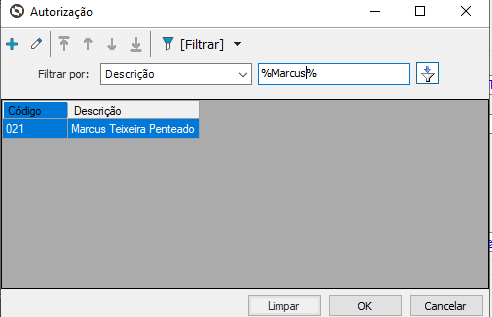 Autorização
[Filtrar]
Filtrar por: Descrição %Marcus%
Código Descrição
021 Marcus Teixeira Penteado
Limpar OK Cancelar